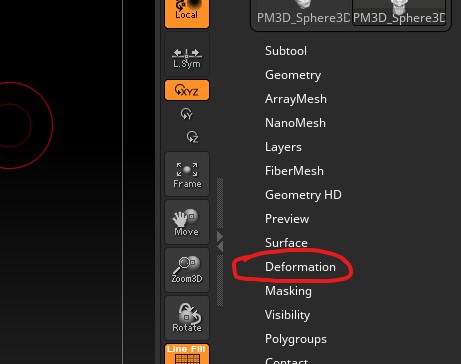 Local
PM3D_Sphere3D
PM3D_Sphere3D
L.Sym
XYZ
Y
Z
Frame
Move
Zoom3D
Rotate
Line Fill
Subtool
Geometry
ArrayMesh
NanoMesh
Layers
FiberMesh
Geometry HD
Preview
Surface
Deformation
Masking
Visibility
Polygroups
Contact